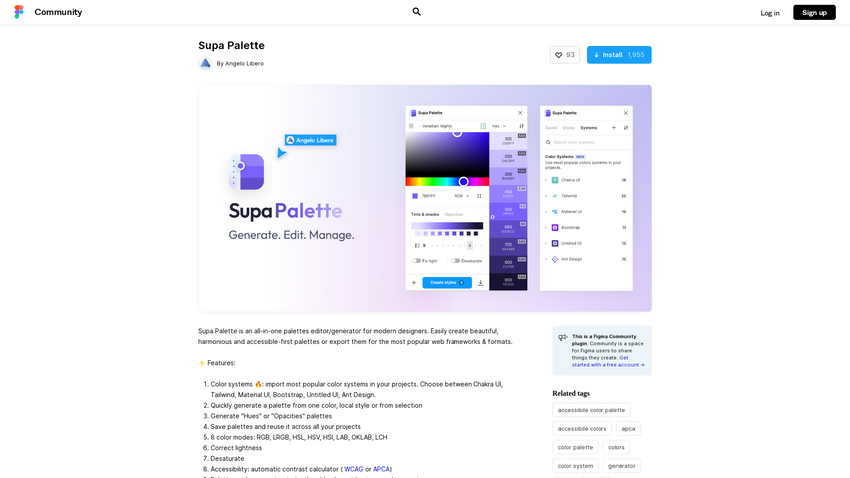 Community
Log in
Sign up
Supa Palette
By Angelo Libero
93
Install 1,955
Angelo Libero
Supa Palette
Generate. Edit. Manage.
Supa Palette
Venetian Nights
Hex
RGB
Tints & shades Opacities
Fix light Desaturate
Create styles
100
200
300
700
800
900
Supa Palette
Saved Styles Systems
Search color systems
Color Systems NEW
Use most popular colors systems in your projects.
Chakra UI
Tailwind
Material UI
Bootstrap
Untitled UI
Ant Design
Supa Palette is an all-in-one palettes editor/generator for modern designers. Easily create beautiful,
harmonious and accessible-first palettes or export them for the most popular web frameworks & formats.
⚡ Features:
1. Color systems 🔥: import most popular color systems in your projects. Choose between Chakra UI,
Tailwind, Material UI, Bootstrap, Untitled UI, Ant Design.
2. Quickly generate a palette from one color, local style or from selection
3. Generate "Hues" or "Opacities" palettes
4. Save palettes and reuse it across all your projects
5. 8 color modes: RGB, LRGB, HSL, HSV, HSI, LAB, OKLAB, LCH
6. Correct lightness
7. Desaturate
8. Accessibility: automatic contrast calculator ( WCAG or APCA)
This is a Figma Community
plugin. Community is a space
for Figma users to share
things they create. Get
started with a free account →
Related tags
accessibile color palette
accessibile colors
apca
color palette
colors
color system
generator